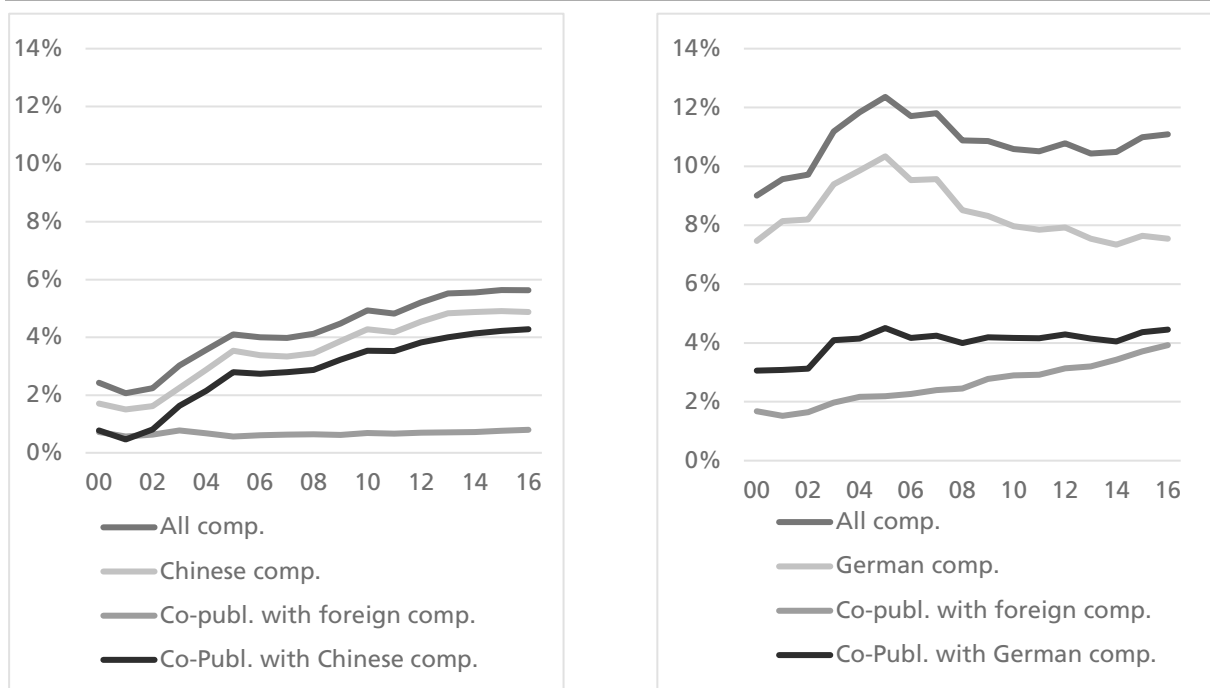 14%
12%
10%
8%
6%
4%
2%
0%
00 02 04 06 08 10 12 14 16
All comp.
Chinese comp.
Co-publ. with foreign comp.
Co-Publ. with Chinese comp.
14%
12%
10%
8%
6%
4%
2%
0%
00 02 04 06 08 10 12 14 16
All comp.
German comp.
Co-publ. with foreign comp.
Co-Publ. with German comp.